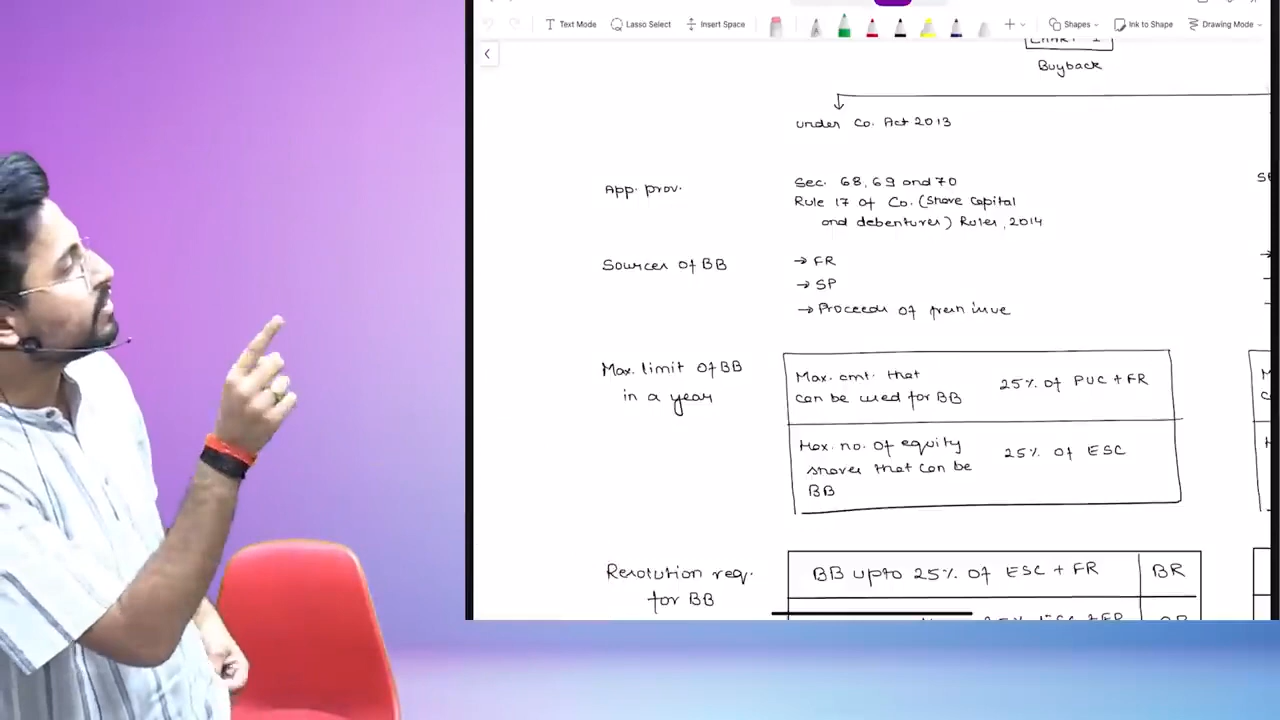 Text Mode Lasso Select Insert Space Shapes Ink to Shape Drawing Mode
Buyback
under Co. Act 2013
App. prov.
Sec. 68, 69 and 70
Rule 17 of Co. (Share Capital
and debentures) Rules, 2014
Sources of BB
→ FR
→ SP
→ Proceeds of fresh issue
Max. limit of BB
in a year
Max. amt. that
can be used for BB
25% of PUC + FR
Max. no. of equity
shares that can be
BB
25% of ESC
Resolution req.
for BB
BB upto 25% of ESC + FR
BR